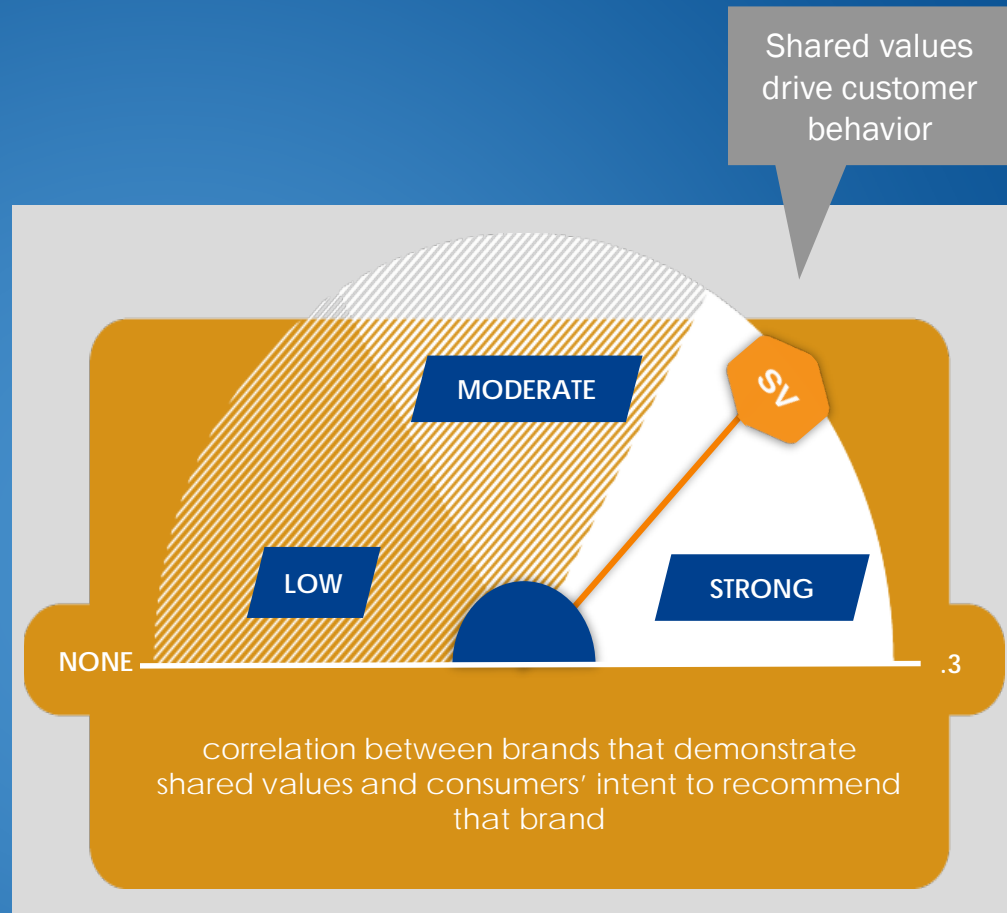 Shared values
drive customer
behavior
SV
MODERATE
LOW
STRONG
NONE
.3
correlation between brands that demonstrate
shared values and consumers’ intent to recommend
that brand